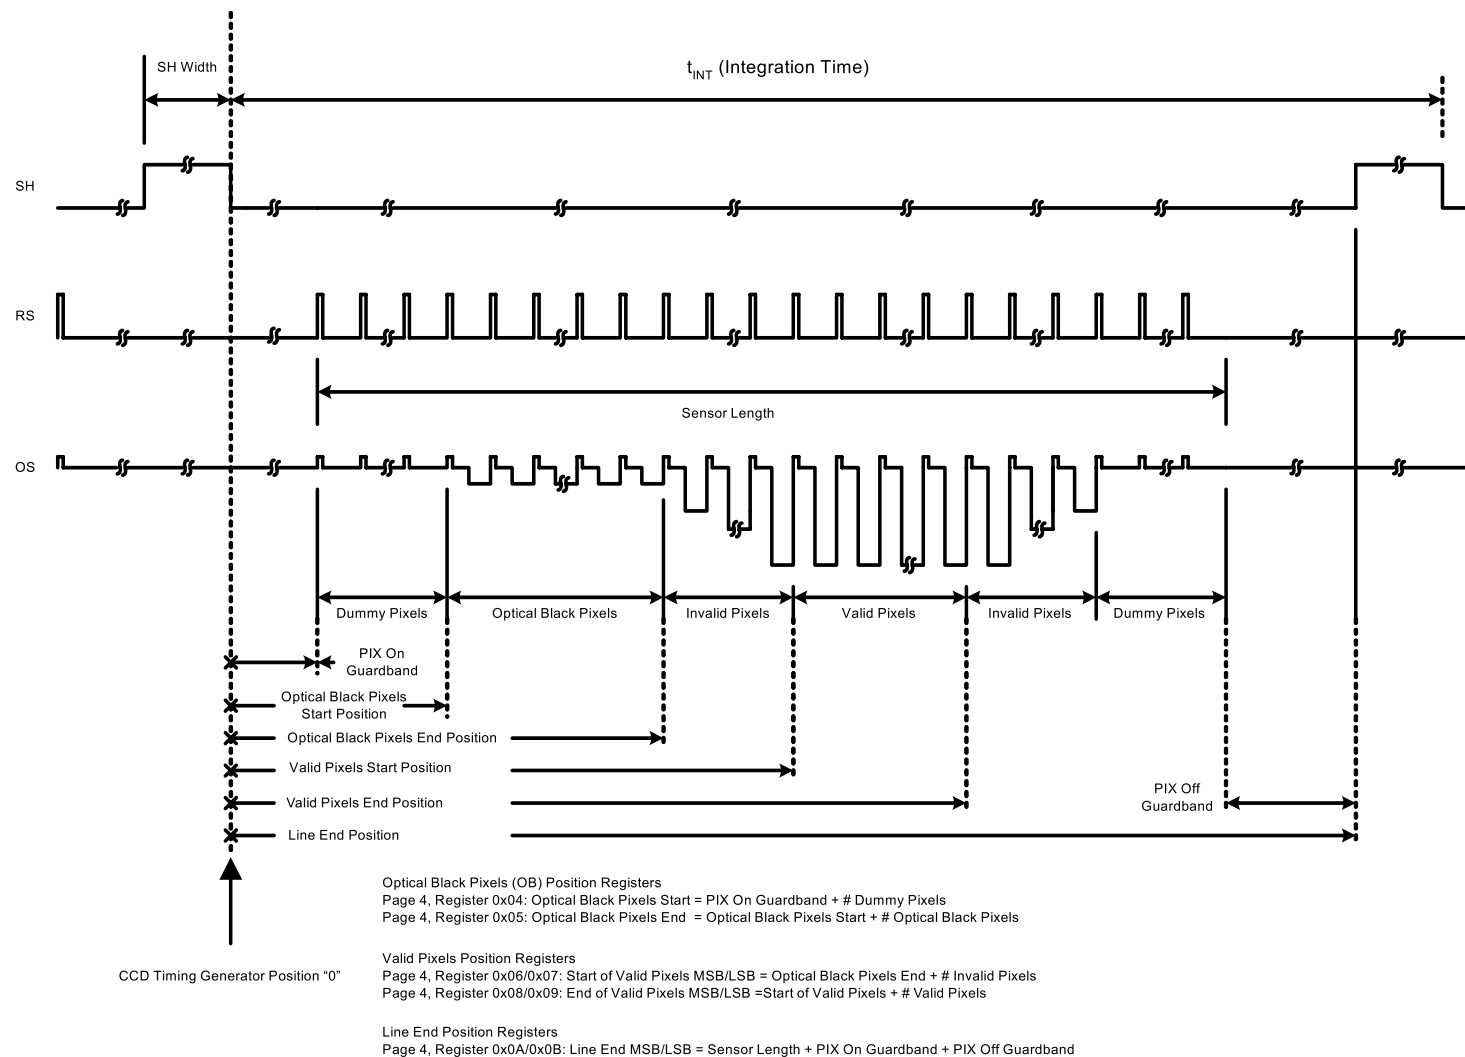 SH Width
tINT (Integration Time)
SH
RS
Sensor Length
OS
Dummy Pixels
Optical Black Pixels
Invalid Pixels
Valid Pixels
Invalid Pixels
Dummy Pixels
PIX On
Guardband
Optical Black Pixels
Start Position
Optical Black Pixels End Position
Valid Pixels Start Position
Valid Pixels End Position
PIX Off
Guardband
Line End Position
Optical Black Pixels (OB) Position Registers
Page 4, Register 0x04: Optical Black Pixels Start = PIX On Guardband + # Dummy Pixels
Page 4, Register 0x05: Optical Black Pixels End = Optical Black Pixels Start + # Optical Black Pixels
Valid Pixels Position Registers
CCD Timing Generator Position “0”
Page 4, Register 0x06/0x07: Start of Valid Pixels MSB/LSB = Optical Black Pixels End + # Invalid Pixels
Page 4, Register 0x08/0x09: End of Valid Pixels MSB/LSB =Start of Valid Pixels + # Valid Pixels
Line End Position Registers
Page 4, Register 0x0A/0x0B: Line End MSB/LSB = Sensor Length + PIX On Guardband + PIX Off Guardband